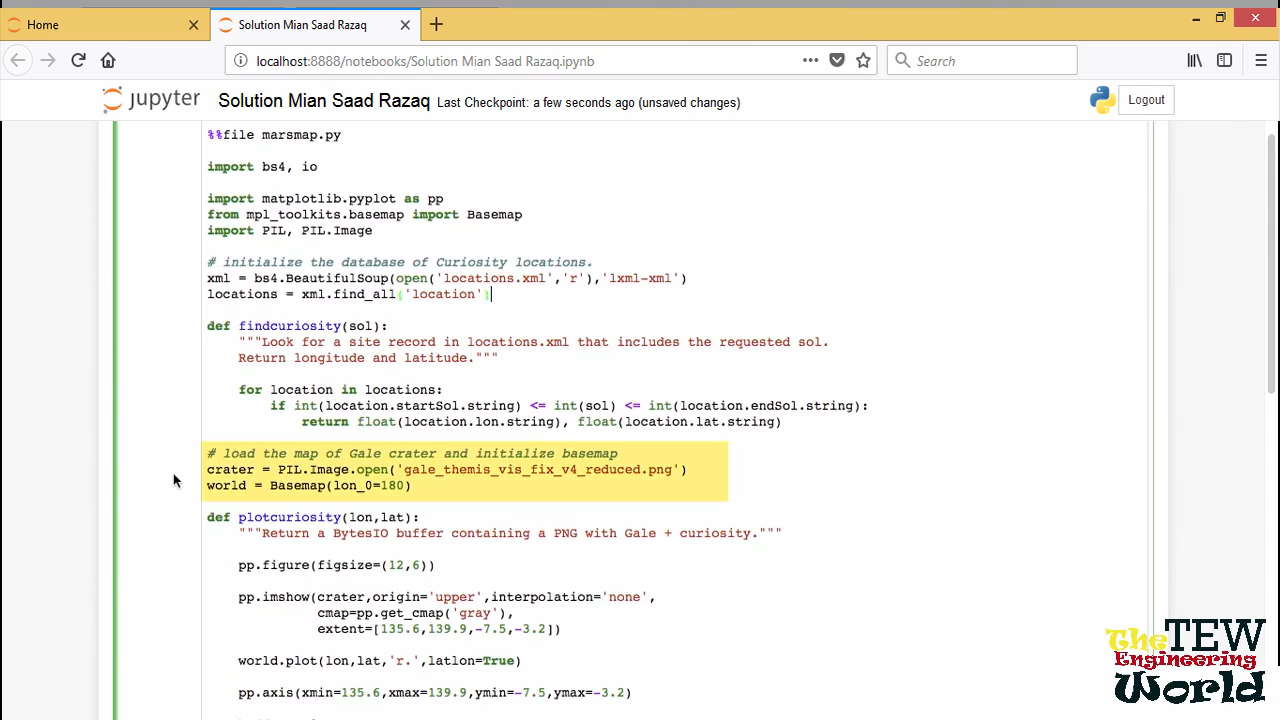 Home
Solution Mian Saad Razaq
localhost:8888/notebooks/Solution Mian Saad Razaq.ipynb
Search
jupyter
Solution Mian Saad Razaq Last Checkpoint: a few seconds ago (unsaved changes)
Logout
%%file marsmap.py
import bs4, io
import matplotlib.pyplot as pp
from mpl_toolkits.basemap import Basemap
import PIL, PIL.Image
# initialize the database of Curiosity locations.
xml = bs4.BeautifulSoup(open('locations.xml','r'),'lxml-xml')
locations = xml.find_all('location')
def findcuriosity(sol):
"""Look for a site record in locations.xml that includes the requested sol.
Return longitude and latitude."""
for location in locations:
if int(location.startSol.string) <= int(sol) <= int(location.endSol.string):
return float(location.lon.string), float(location.lat.string)
# load the map of Gale crater and initialize basemap
crater = PIL.Image.open('gale_themis_vis_fix_v4_reduced.png')
world = Basemap(lon_0=180)
def plotcuriosity(lon,lat):
"""Return a BytesIO buffer containing a PNG with Gale + curiosity."""
pp.figure(figsize=(12,6))
pp.imshow(crater,origin='upper',interpolation='none',
cmap=pp.get_cmap('gray'),
extent=[135.6,139.9,-7.5,-3.2])
world.plot(lon,lat,'r.',latlon=True)
pp.axis(xmin=135.6,xmax=139.9,ymin=-7.5,ymax=-3.2)
The TEW
Engineering
World